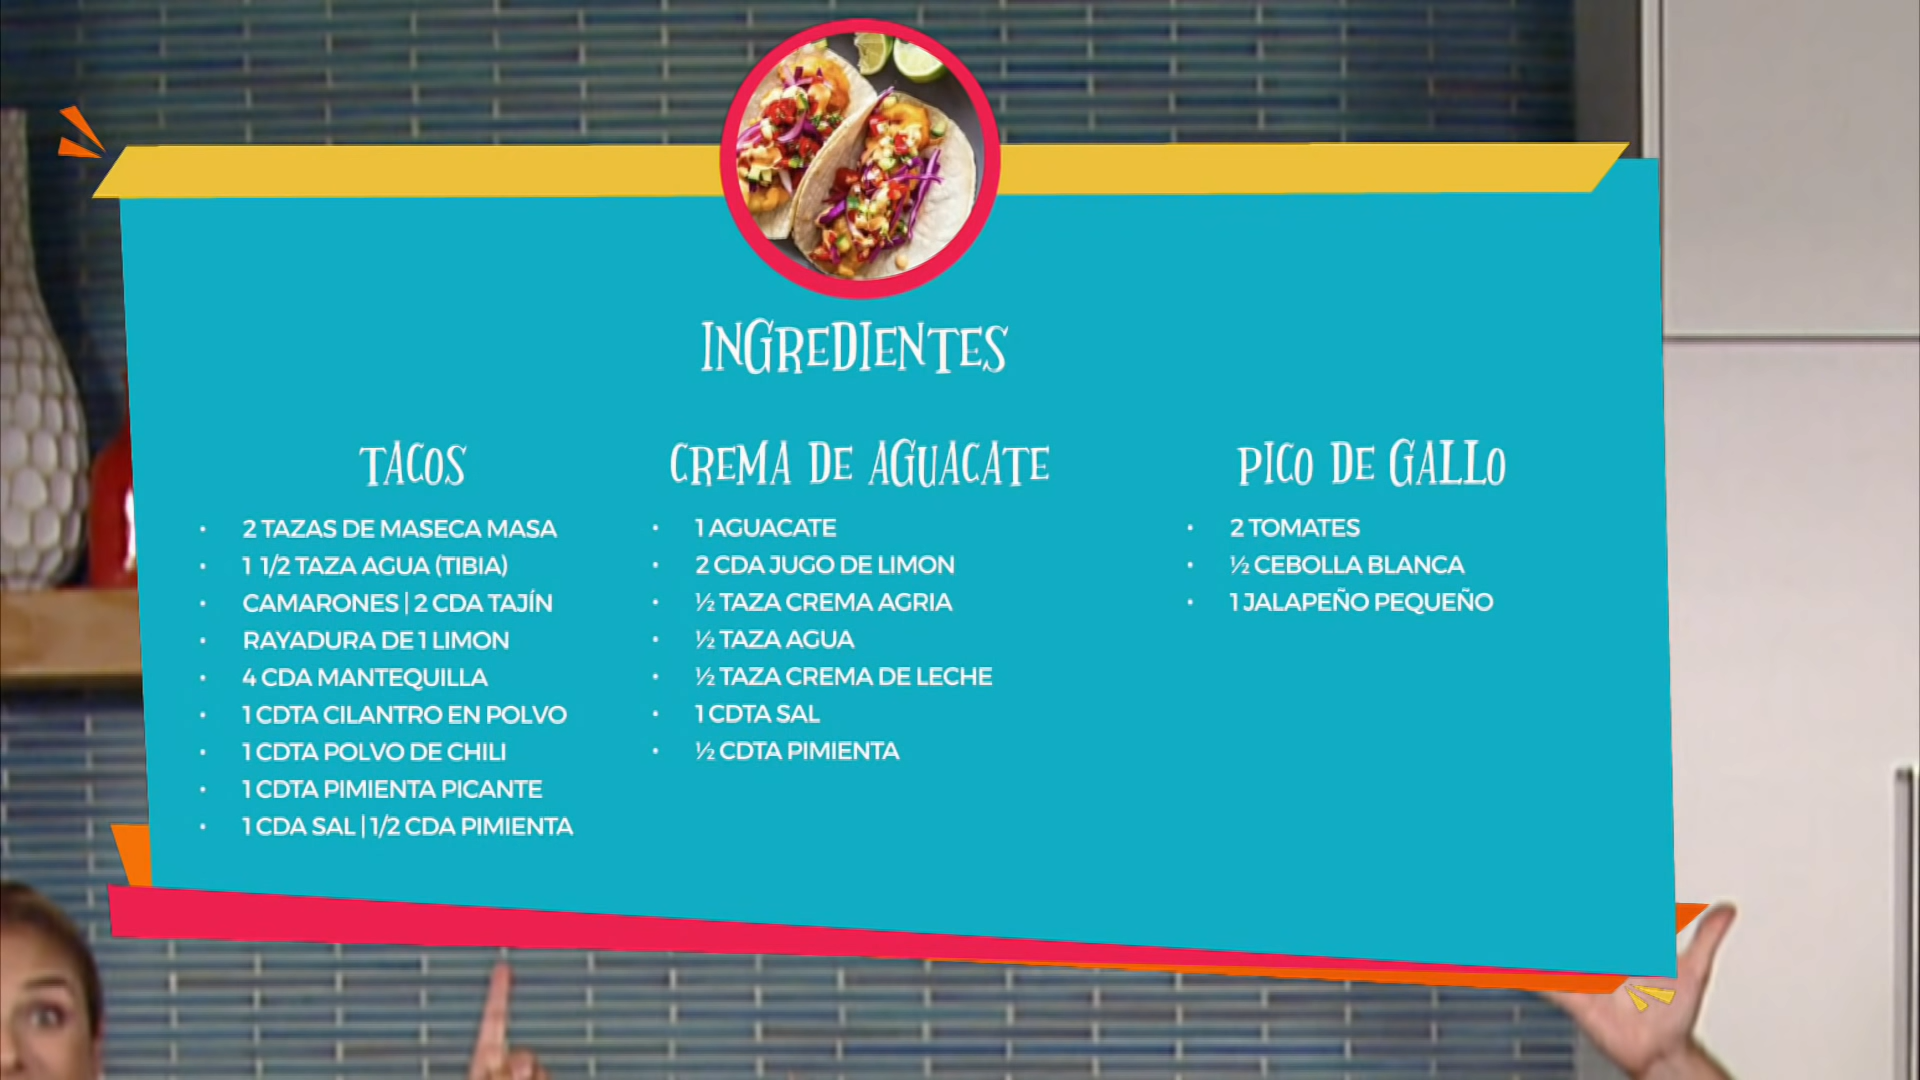 INGREDIENTES
TACOS
• 2 TAZAS DE MASECA MASA
• 1 1/2 TAZA AGUA (TIBIA)
• CAMARONES | 2 CDA TAJÍN
• RAYADURA DE 1 LIMON
• 4 CDA MANTEQUILLA
• 1 CDTA CILANTRO EN POLVO
• 1 CDTA POLVO DE CHILI
• 1 CDTA PIMIENTA PICANTE
• 1 CDA SAL | 1/2 CDA PIMIENTA
CREMA DE AGUACATE
• 1 AGUACATE
• 2 CDA JUGO DE LIMON
• ½ TAZA CREMA AGRIA
• ½ TAZA AGUA
• ½ TAZA CREMA DE LECHE
• 1 CDTA SAL
• ½ CDTA PIMIENTA
PICO DE GALLO
• 2 TOMATES
• ½ CEBOLLA BLANCA
• 1 JALAPEÑO PEQUEÑO